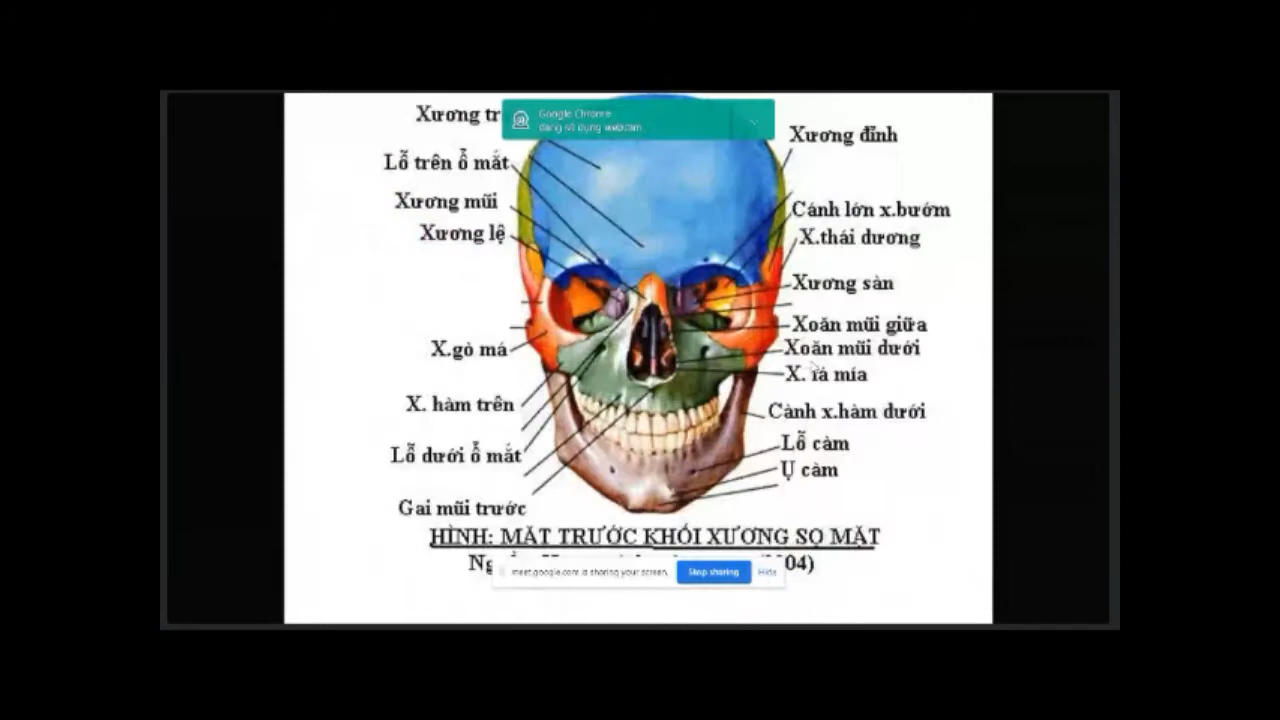 Xương
Google Chrome
đang sử dụng webcam
Xương đỉnh
Lỗ trên ổ mắt
Xương mũi
Cánh lớn x.bướm
Xương lệ
X.thái dương
Xương sàn
Xoăn mũi giữa
X.gò má
Xoăn mũi dưới
X. lá mía
X. hàm trên
Cành x.hàm dưới
Lỗ cằm
Lỗ dưới ổ mắt
Ụ cằm
Gai mũi trước
HÌNH: MẶT TRƯỚC KHỐI XƯƠNG SỌ MẶT
meet.google.com is sharing your screen.
Stop sharing
Hide